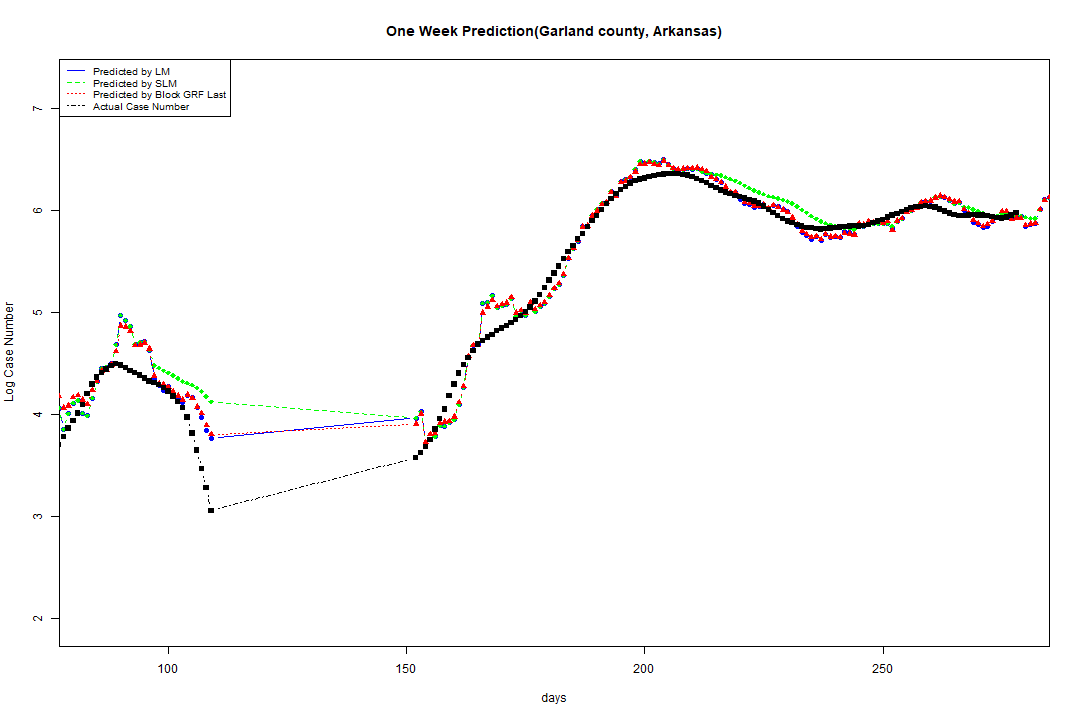 One Week Prediction(Garland county, Arkansas)
Predicted by LM
Predicted by SLM
Predicted by Block GRF Last
Actual Case Number
Log Case Number
7
6
5
4
3
2
100 150 200 250
days